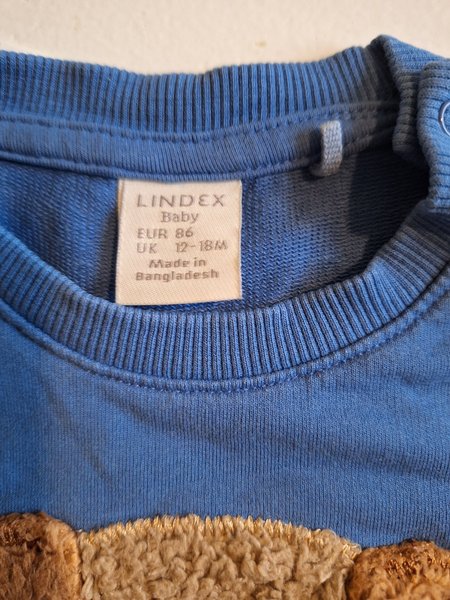 LINDEX
Baby
EUR 86
UK 12-18M
Made in
Bangladesh